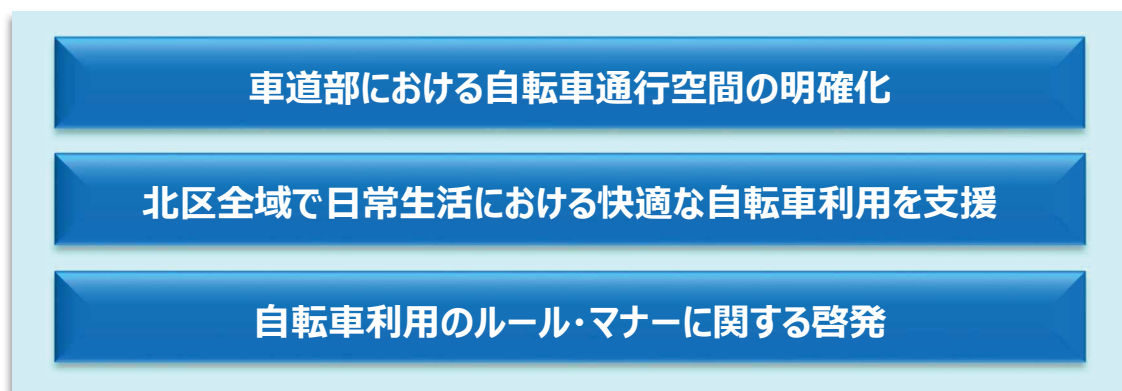 車道部における自転車通行空間の明確化
北区全域で日常生活における快適な自転車利用を支援
自転車利用のルール・マナーに関する啓発